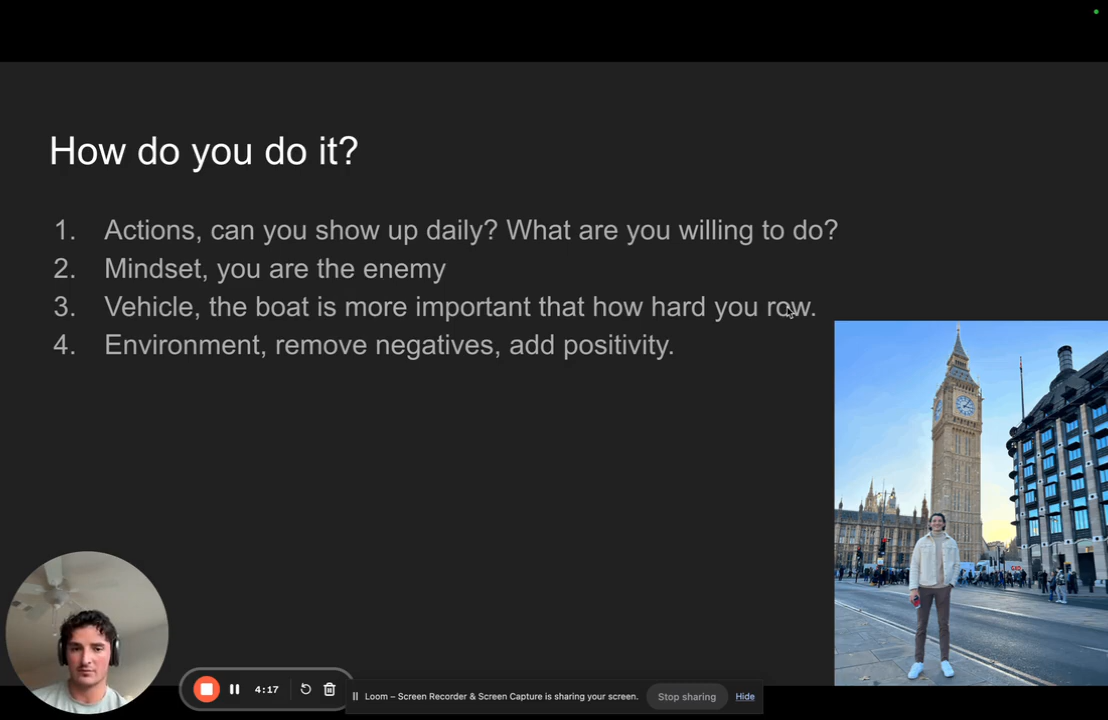 How do you do it?
1. Actions, can you show up daily? What are you willing to do?
2. Mindset, you are the enemy
3. Vehicle, the boat is more important that how hard you row.
4. Environment, remove negatives, add positivity.
4:17
Loom – Screen Recorder & Screen Capture is sharing your screen.
Stop sharing
Hide